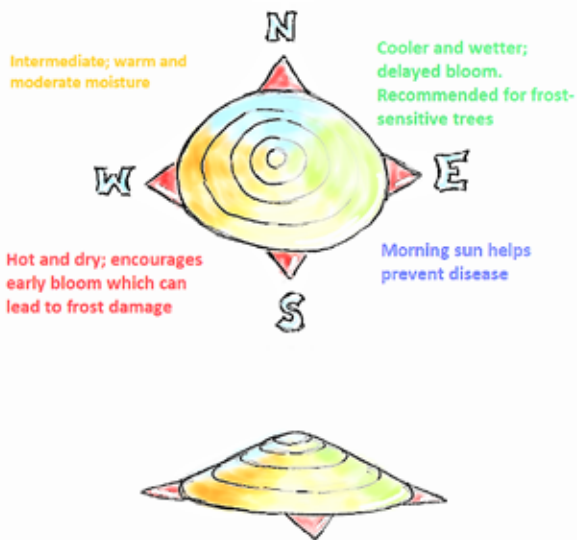 N
Intermediate; warm and
moderate moisture
Cooler and wetter;
delayed bloom.
Recommended for frost-
sensitive trees
W
E
Hot and dry; encourages
early bloom which can
lead to frost damage
Morning sun helps
prevent disease
S